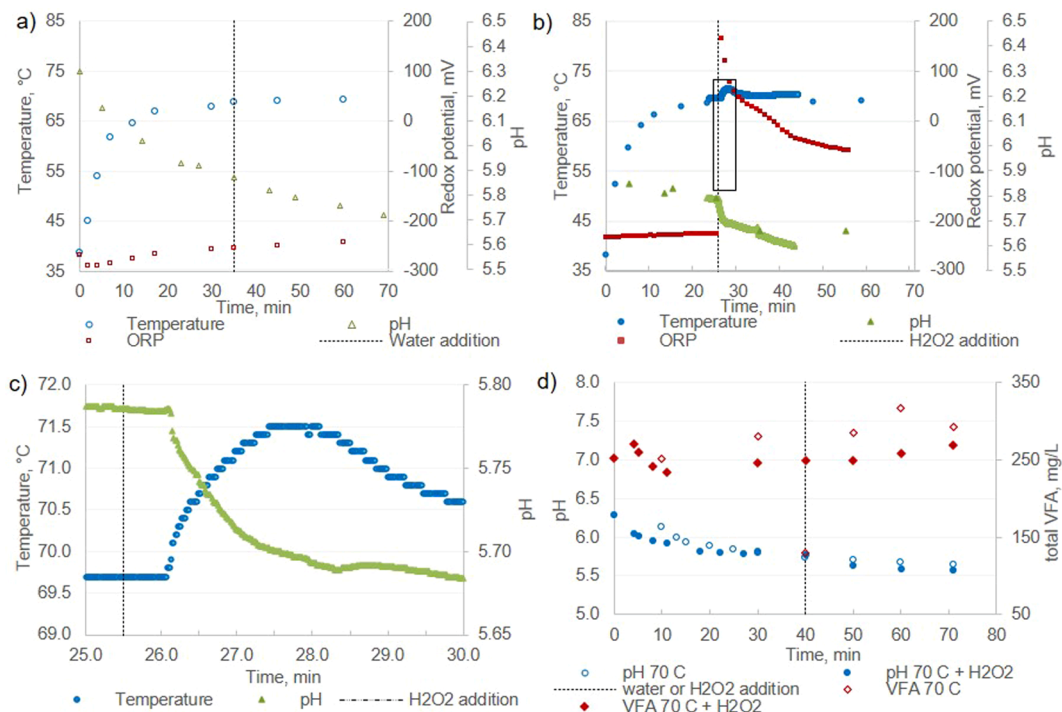 a)
85
75
65
55
45
35
Temperature, °C
200
100
0
-100
-200
-300
Redox potential, mV
6.5
6.4
6.3
6.2
6.1
6
5.9
5.8
5.7
5.6
5.5
pH
0 10 20 30 40 50 60 70
Time, min
Temperature
pH
ORP
Water addition
b)
85
75
65
55
45
35
Temperature, °C
200
100
0
-100
-200
-300
Redox potential, mV
6.5
6.4
6.3
6.2
6.1
6
5.9
5.8
5.7
5.6
5.5
pH
0 10 20 30 40 50 60 70
Time, min
Temperature
pH
ORP
H2O2 addition
c)
72.0
71.5
71.0
70.5
70.0
69.5
69.0
Temperature, °C
5.80
5.75
5.70
5.65
pH
25.0 26.0 27.0 28.0 29.0 30.0
Time, min
Temperature
pH
H2O2 addition
d)
8.0
7.5
7.0
6.5
6.0
5.5
5.0
pH
350
250
150
50
total VFA, mg/L
0 10 20 30 40 50 60 70 80
Time, min
pH 70 C
pH 70 C + H2O2
water or H2O2 addition
VFA 70 C
VFA 70 C + H2O2